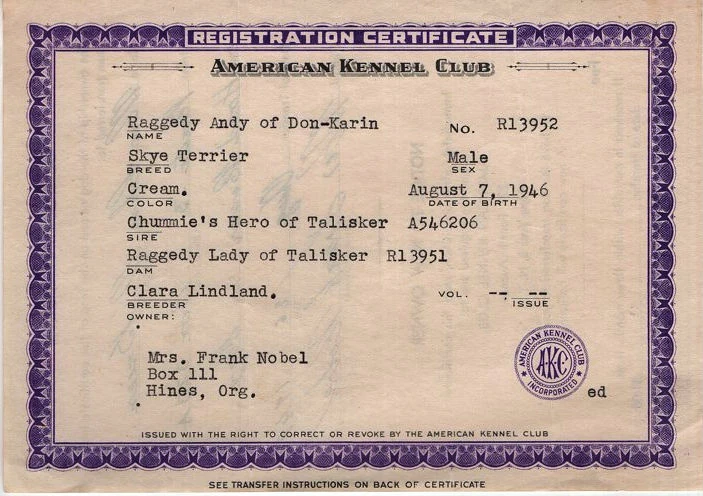 REGISTRATION CERTIFICATE
AMERICAN KENNEL CLUB
Raggedy Andy of Don-Karin No. R13952
NAME
Skye Terrier Male
BREED SEX
Cream. August 7, 1946
COLOR DATE OF BIRTH
Chummie's Hero of Talisker A546206
SIRE
Raggedy Lady of Talisker R13951
DAM
Clara Lindland. VOL. --, --
BREEDER ISSUE
OWNER:
Mrs. Frank Nobel
Box 111
Hines, Org.
AMERICAN KENNEL CLUB
AKC
INCORPORATED
ed
ISSUED WITH THE RIGHT TO CORRECT OR REVOKE BY THE AMERICAN KENNEL CLUB
SEE TRANSFER INSTRUCTIONS ON BACK OF CERTIFICATE